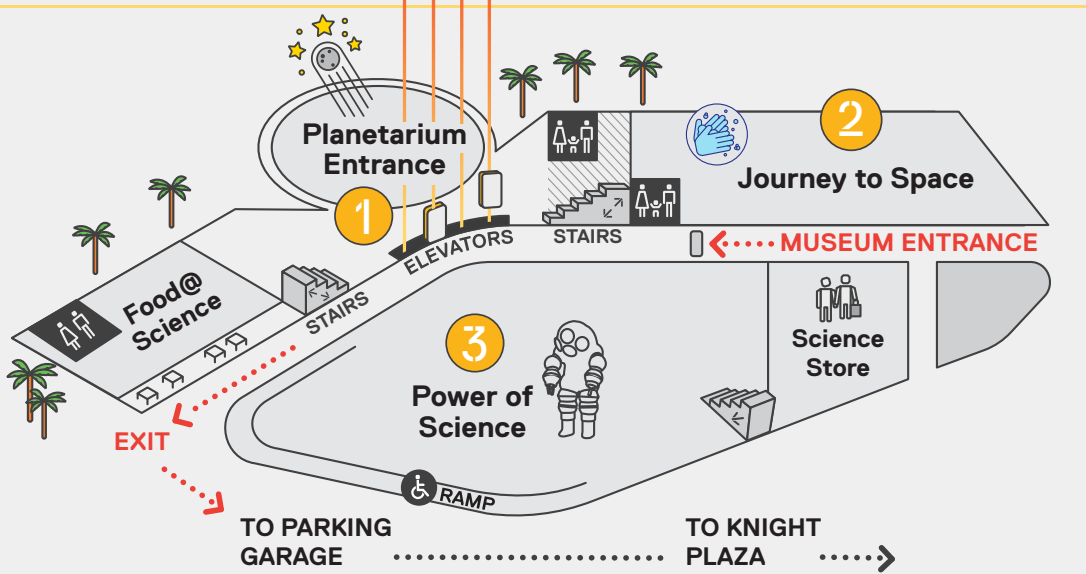 Planetarium
Entrance
1
ELEVATORS
STAIRS
2
Journey to Space
MUSEUM ENTRANCE
Food@
Science
STAIRS
3
Power of
Science
Science
Store
EXIT
RAMP
TO PARKING
GARAGE
TO KNIGHT
PLAZA